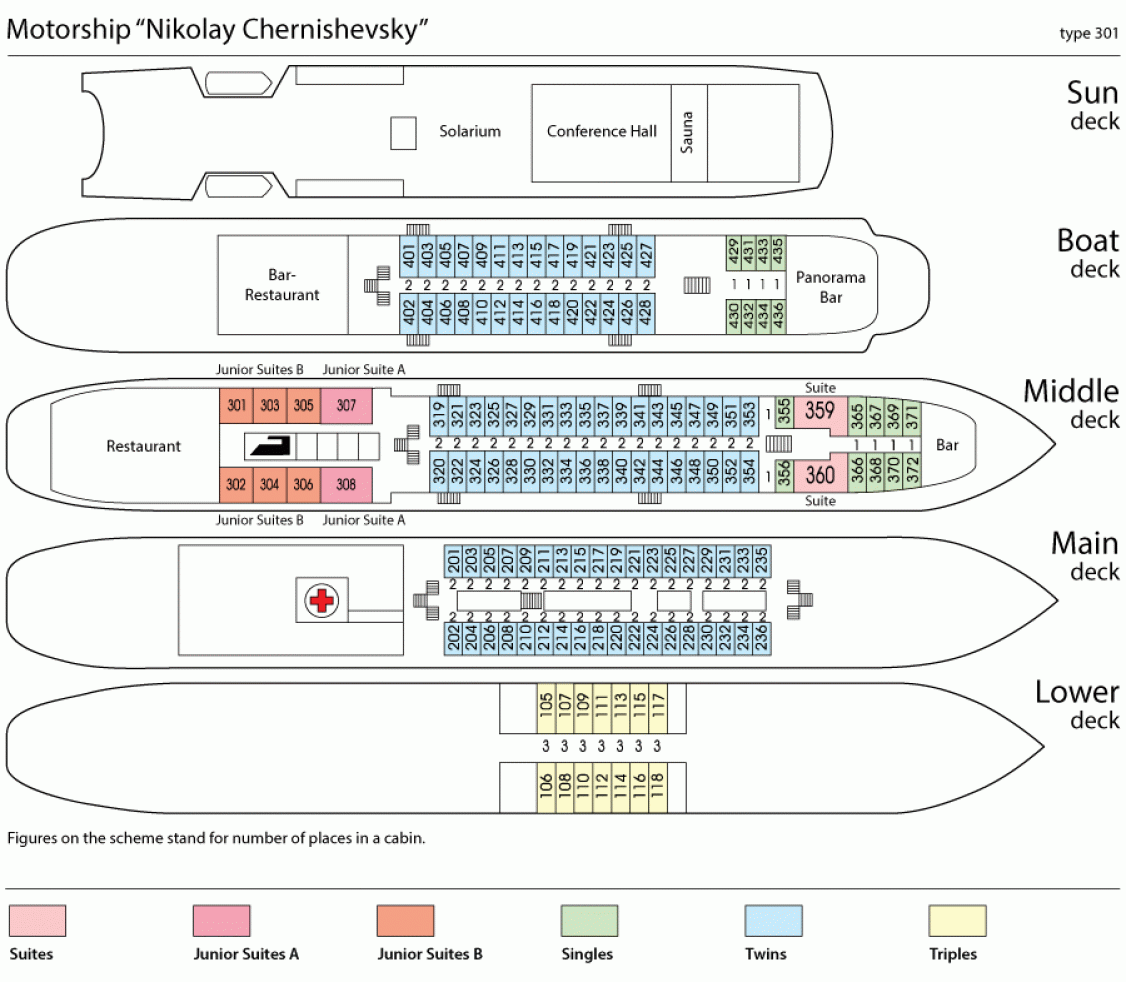 Motorship “Nikolay Chernishevsky”
type 301
Sun
deck
Solarium
Conference Hall
Sauna
Boat
deck
401 403 405 407 409 411 413 415 417 419 421 423 425 427
429 431 433 435
Bar-
Restaurant
2 2 2 2 2 2 2 2 2 2 2 2 2 2
1 1 1 1
Panorama
Bar
402 404 406 408 410 412 414 416 418 420 422 424 426 428
430 432 434 436
Junior Suites B
Junior Suite A
Suite
Middle
deck
301 303 305 307
319 321 323 325 327 329 331 333 335 337 339 341 343 345 347 349 351 353
1
355 359 365 367 369 371
Restaurant
2 2 2 2 2 2 2 2 2 2 2 2 2 2 2 2 2 2
1 1 1 1
Bar
302 304 306 308
320 322 324 326 328 330 332 334 336 338 340 342 344 346 348 350 352 354
1
356 360 366 368 370 372
Junior Suites B
Junior Suite A
Suite
Main
deck
201 203 205 207 209 211 213 215 217 219 221 223 225 227 229 231 233 235
2 2 2 2 2 2 2 2 2 2 2 2 2 2 2 2 2 2
2 2 2 2 2 2 2 2 2 2 2 2 2 2 2 2 2 2
202 204 206 208 210 212 214 216 218 220 222 224 226 228 230 232 234 236
Lower
deck
105 107 109 111 113 115 117
3 3 3 3 3 3 3
106 108 110 112 114 116 118
Figures on the scheme stand for number of places in a cabin.
Suites
Junior Suites A
Junior Suites B
Singles
Twins
Triples